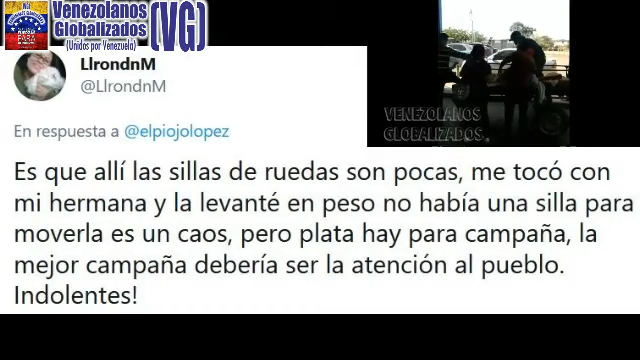 Venezolanos
Globalizados
(Unidos por Venezuela)
(VG)
VENEZOLANOS
GLOBALIZADOS
LlrondnM
@LlrondnM
En respuesta a @elpiojolopez
Es que allí las sillas de ruedas son pocas, me tocó con
mi hermana y la levanté en peso no había una silla para
moverla es un caos, pero plata hay para campaña, la
mejor campaña debería ser la atención al pueblo.
Indolentes!